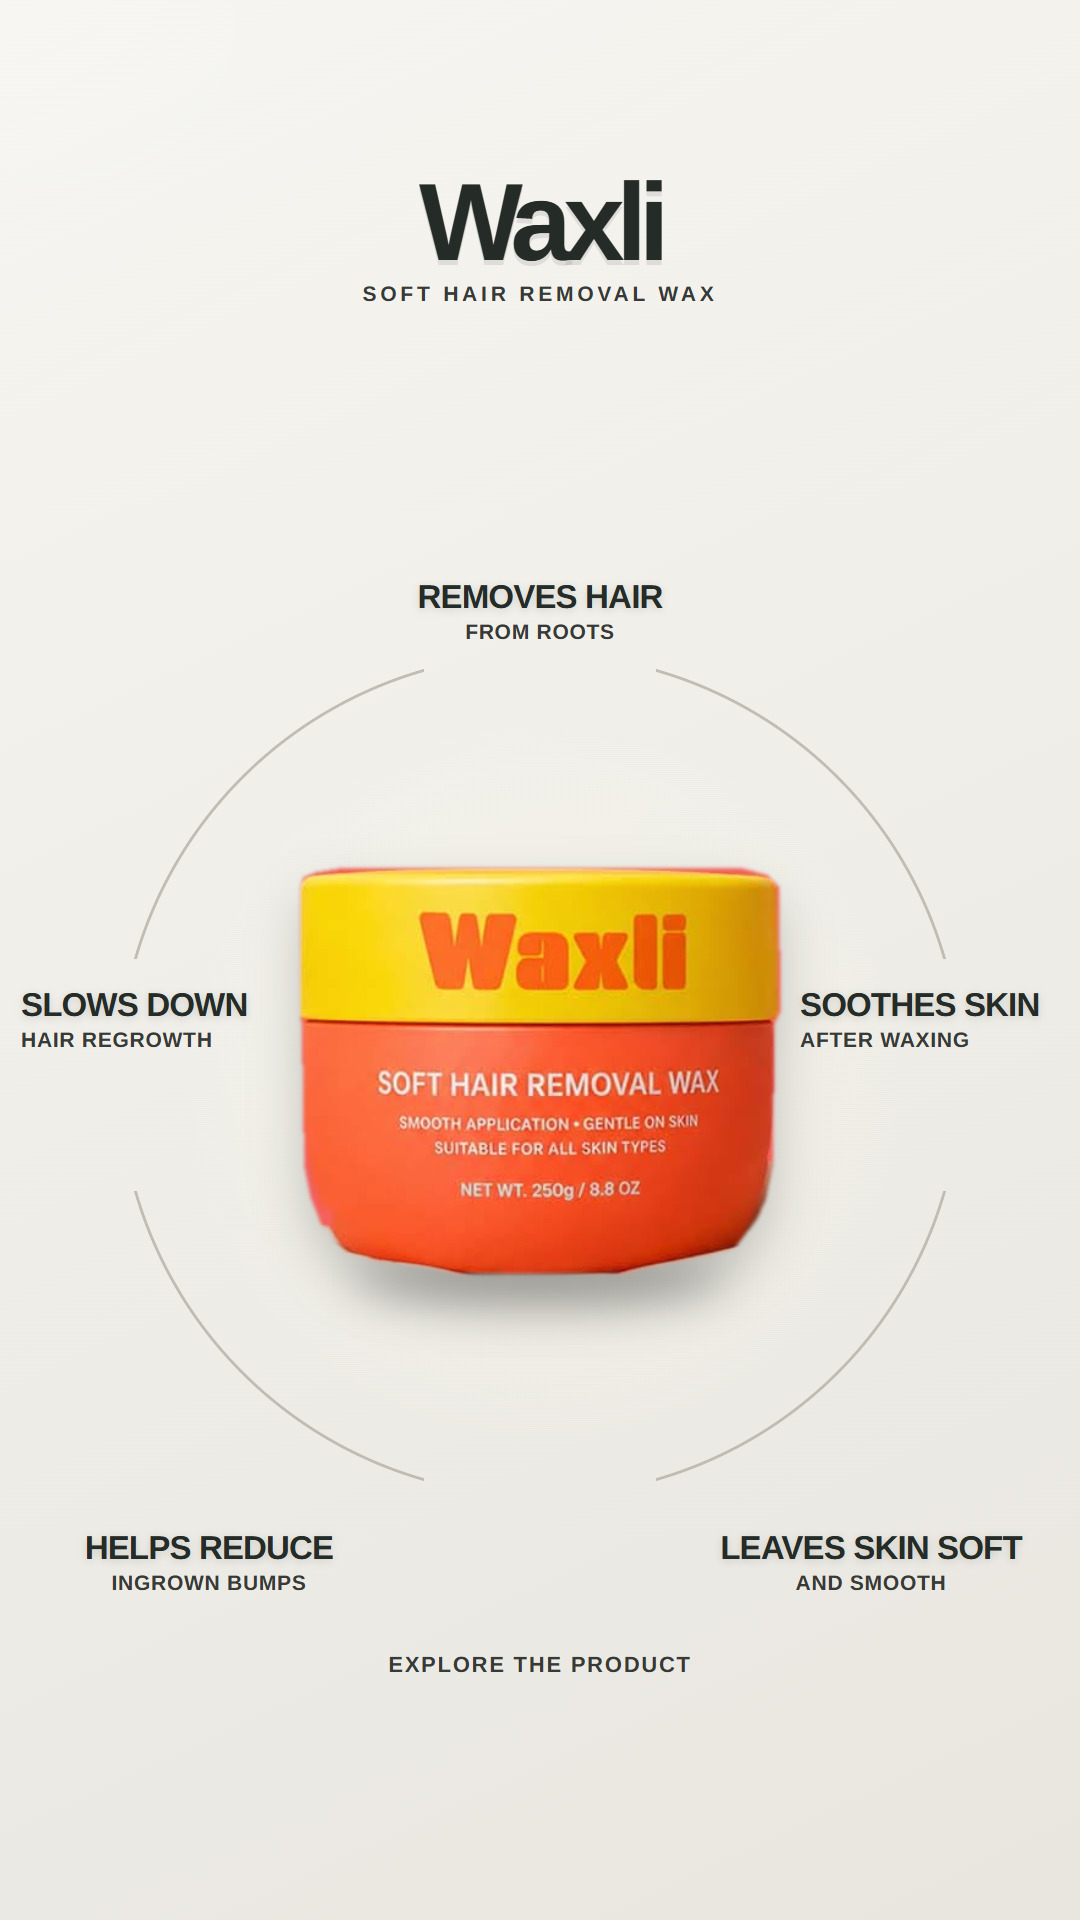 Waxli
SOFT HAIR REMOVAL WAX
REMOVES HAIR
FROM ROOTS
SLOWS DOWN
HAIR REGROWTH
Waxli
SOFT HAIR REMOVAL WAX
SMOOTH APPLICATION • GENTLE ON SKIN
SUITABLE FOR ALL SKIN TYPES
NET WT. 250g / 8.8 OZ
SOOTHES SKIN
AFTER WAXING
HELPS REDUCE
INGROWN BUMPS
LEAVES SKIN SOFT
AND SMOOTH
EXPLORE THE PRODUCT